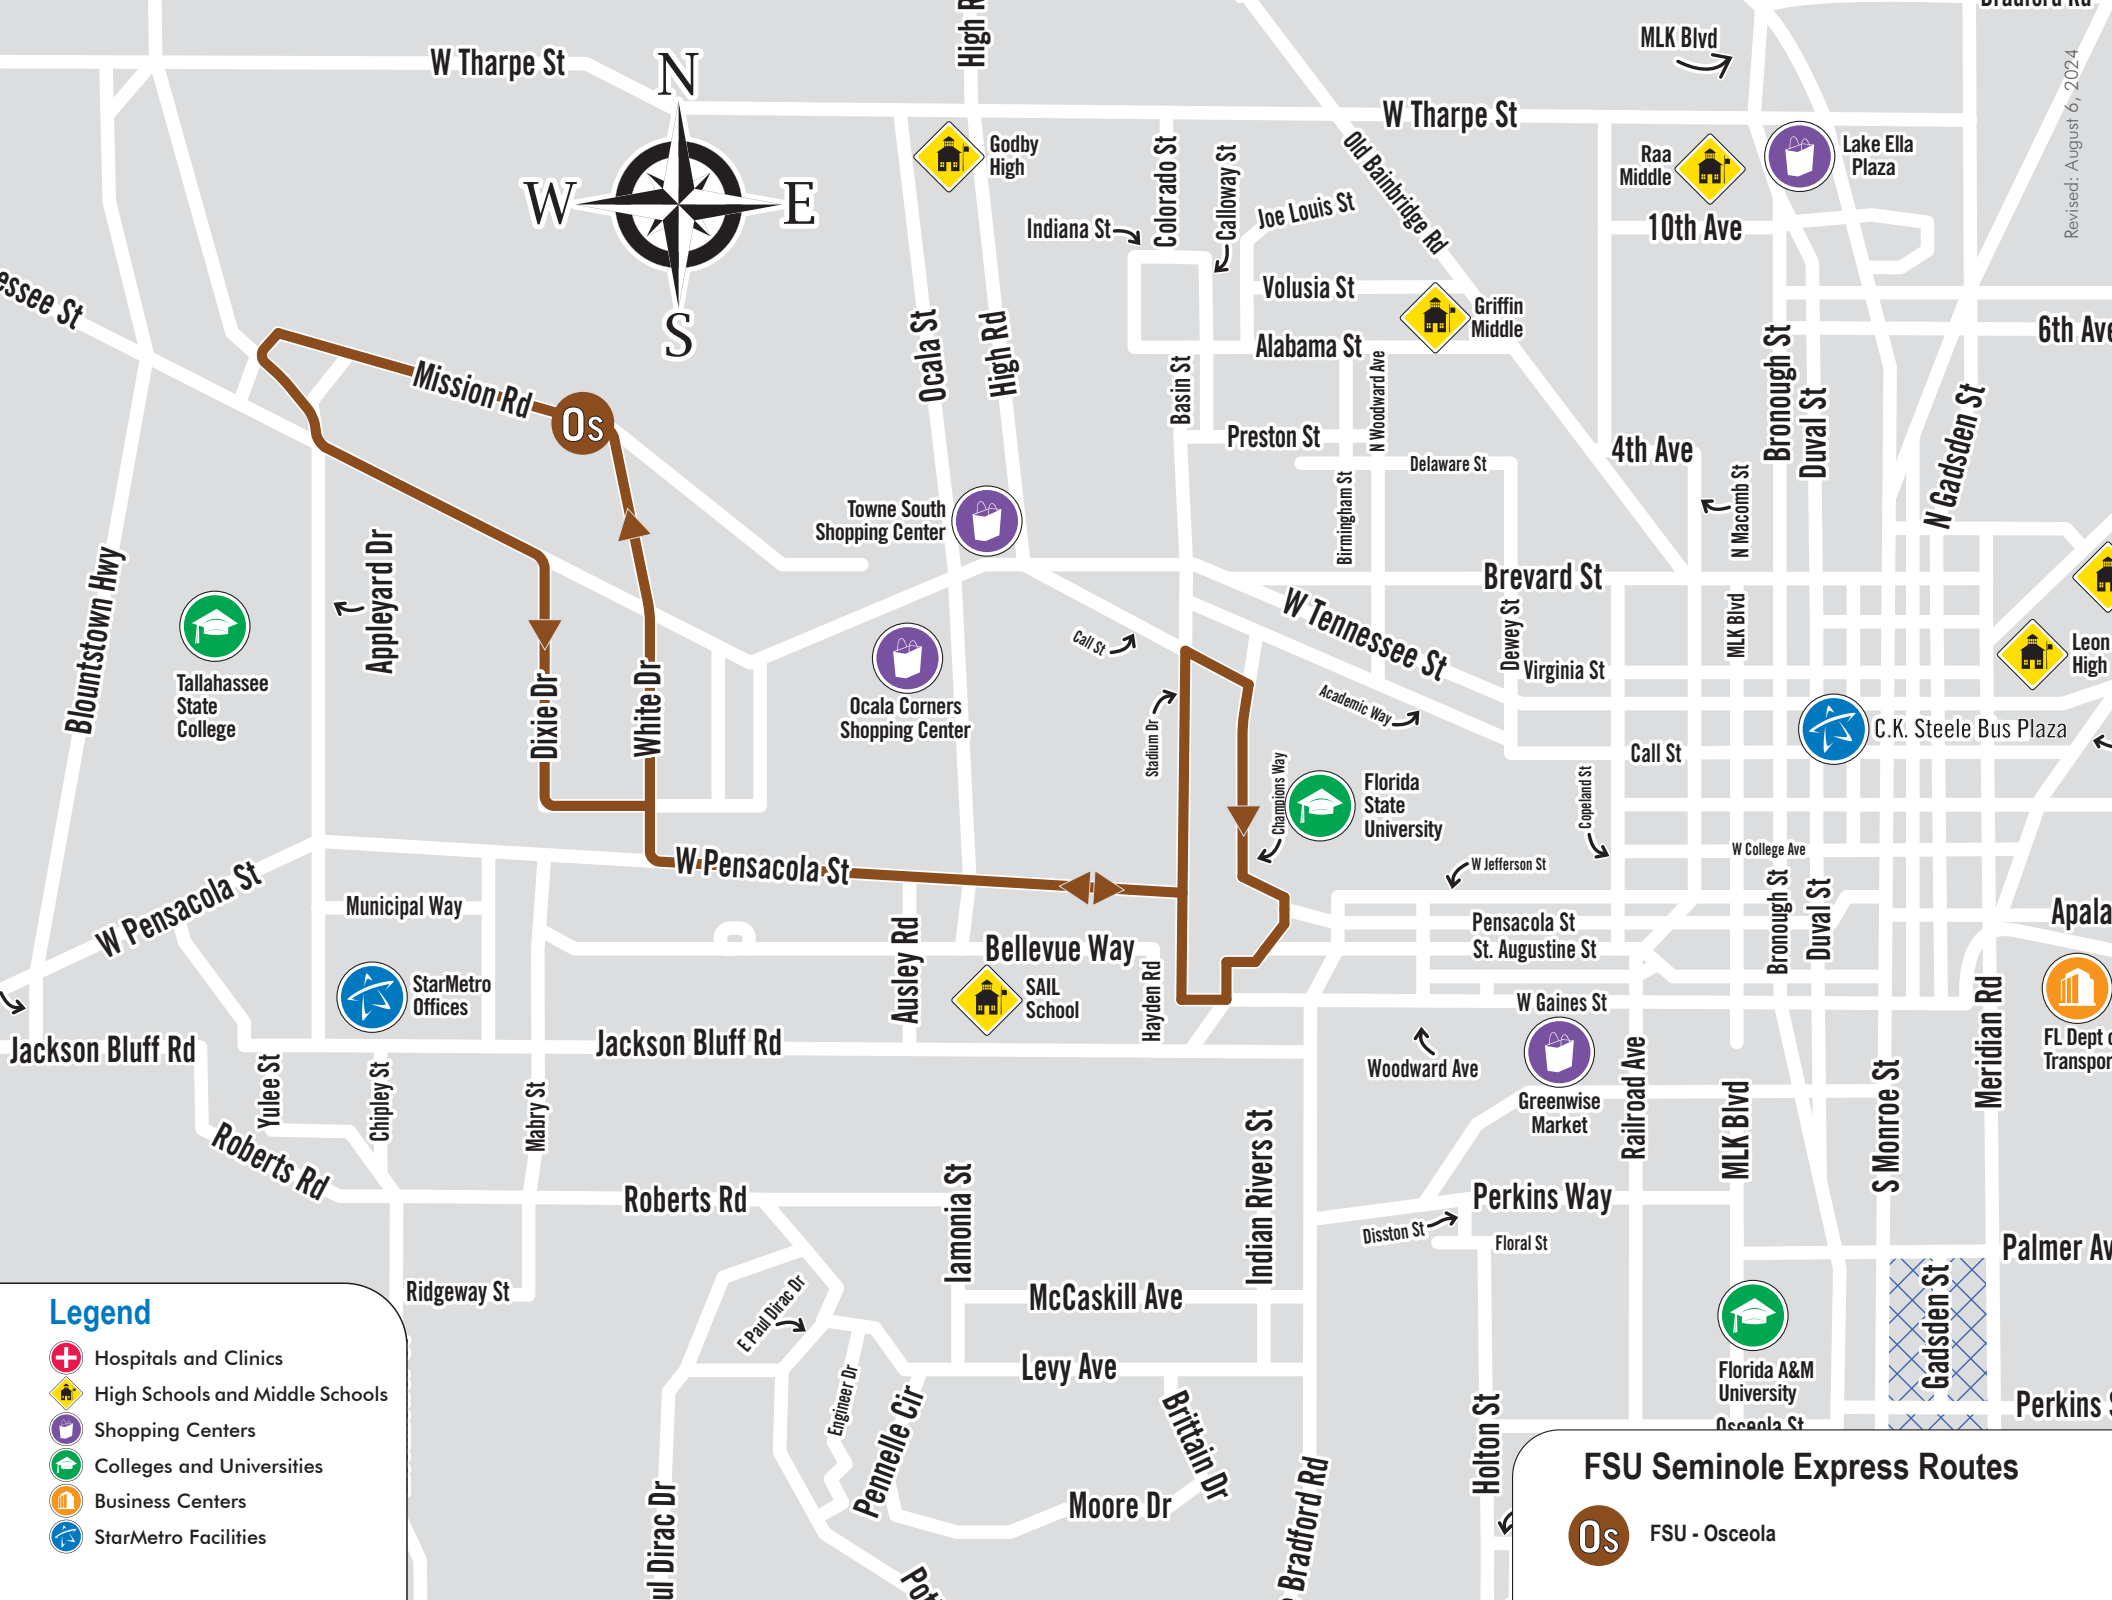 Bradford Rd
MLK Blvd
High R
W Tharpe St
N
W
E
S
W Tharpe St
Revised: August 6, 2024
Godby
High
Colorado St
Calloway St
Old Bainbridge Rd
Raa
Middle
Lake Ella
Plaza
Indiana St
Joe Louis St
10th Ave
essee St
Volusia St
Griffin
Middle
Ocala St
High Rd
Alabama St
Bronough St
6th Ave
Mission Rd
Os
Basin St
N Woodward Ave
Duval St
N Gadsden St
Preston St
4th Ave
Delaware St
Birmingham St
N Macomb St
Towne South
Shopping Center
Blountstown Hwy
Appleyard Dr
Brevard St
W Tennessee St
Dewey St
MLK Blvd
Call St
Virginia St
Leon
High
Tallahassee
State
College
Dixie Dr
White Dr
Ocala Corners
Shopping Center
Stadium Dr
Academic Way
C.K. Steele Bus Plaza
Call St
Champions Way
Florida
State
University
Copeland St
W College Ave
W Pensacola St
W Pensacola St
W Jefferson St
Municipal Way
Ausley Rd
Bellevue Way
Pensacola St
St. Augustine St
Bronough St
Duval St
Apala
StarMetro
Offices
SAIL
School
Hayden Rd
W Gaines St
Meridian Rd
Jackson Bluff Rd
Jackson Bluff Rd
Woodward Ave
FL Dept o
Transpor
Yulee St
Chipley St
Mabry St
Greenwise
Market
Railroad Ave
MLK Blvd
S Monroe St
Roberts Rd
Roberts Rd
Iamonia St
Indian Rivers St
Perkins Way
Disston St
Floral St
Palmer Av
Ridgeway St
E Paul Dirac Dr
McCaskill Ave
Gadsden St
Levy Ave
Engineer Dr
Pennelle Cir
Brittain Dr
Holton St
Florida A&M
University
Osceola St
Perkins S
Moore Dr
ul Dirac Dr
Bradford Rd
Pot
Legend
Hospitals and Clinics
High Schools and Middle Schools
Shopping Centers
Colleges and Universities
Business Centers
StarMetro Facilities
FSU Seminole Express Routes
Os
FSU - Osceola